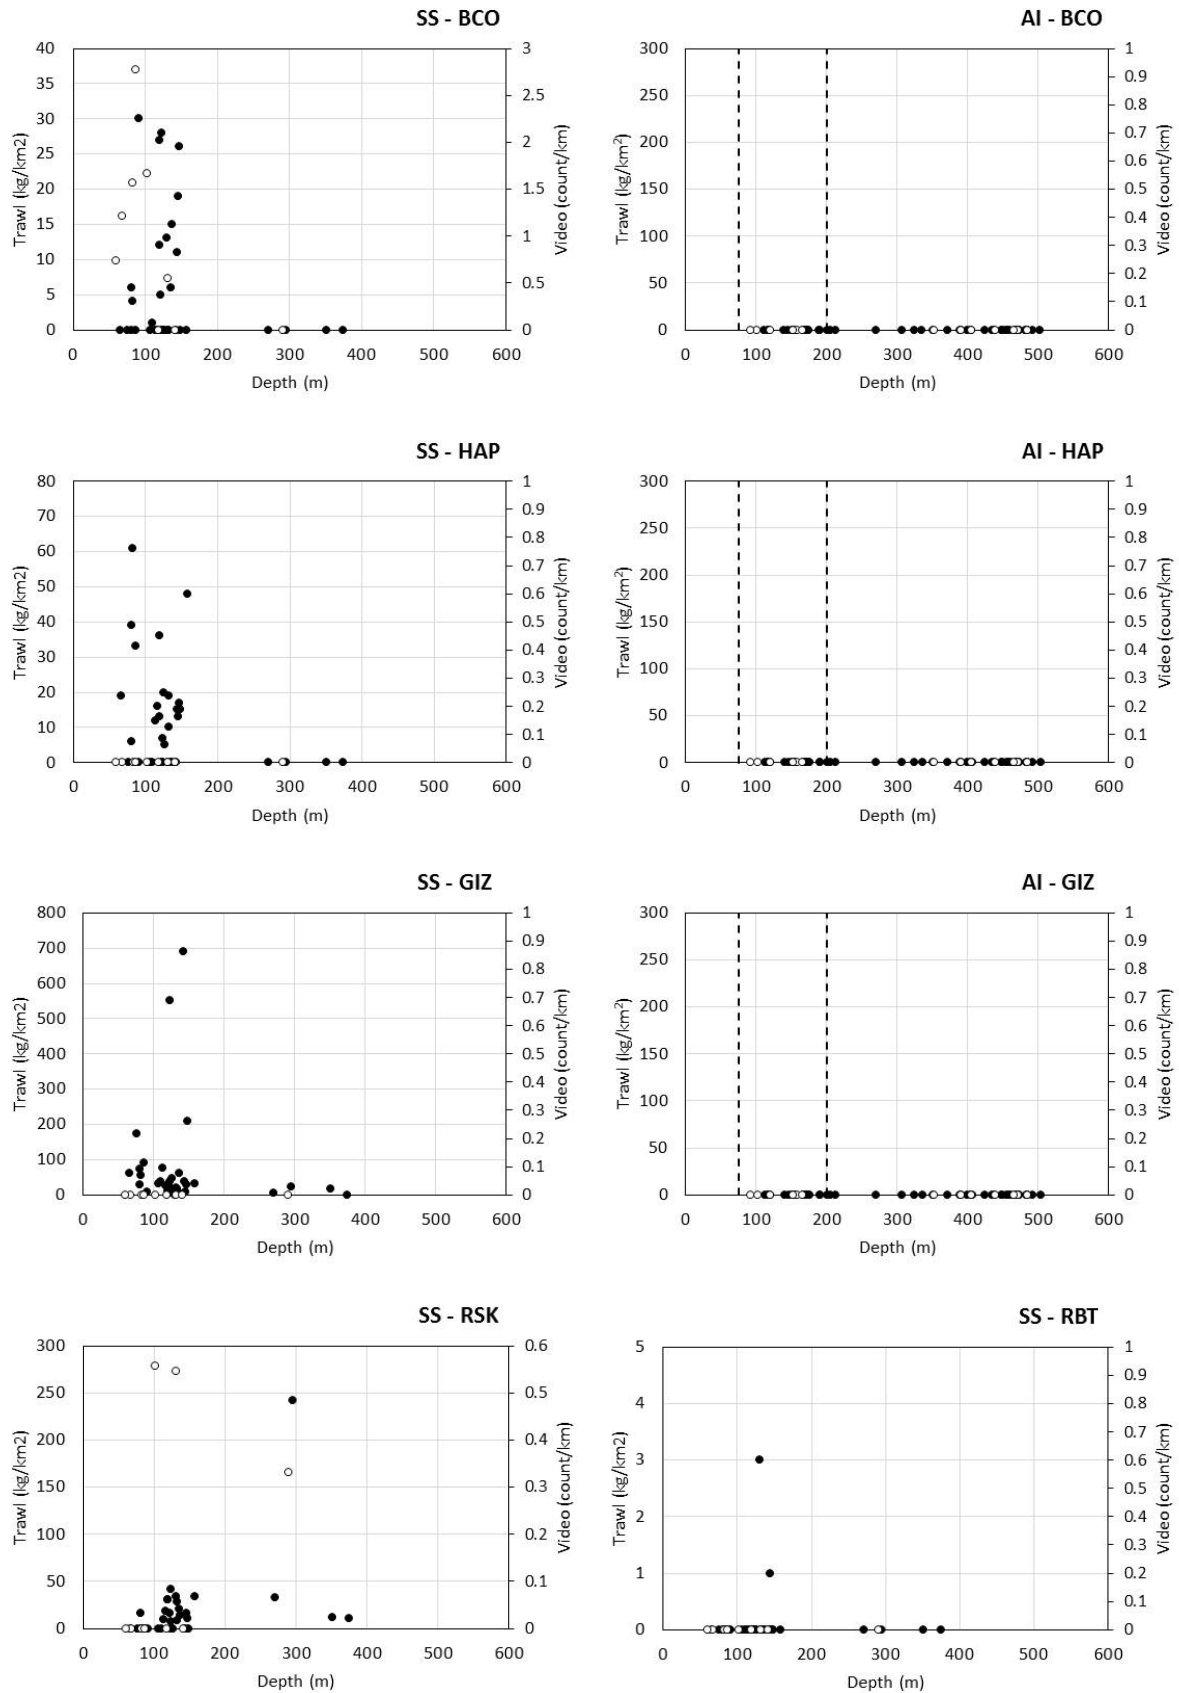 SS - BCO
40 35 30 25 20 15 10 5 0
Trawl (kg/km2)
3 2.5 2 1.5 1 0.5 0
Video (count/km)
0 100 200 300 400 500 600
Depth (m)
AI - BCO
300 250 200 150 100 50 0
Trawl (kg/km²)
1 0.9 0.8 0.7 0.6 0.5 0.4 0.3 0.2 0.1 0
Video (count/km)
0 100 200 300 400 500 600
Depth (m)
SS - HAP
80 70 60 50 40 30 20 10 0
Trawl (kg/km2)
1 0.9 0.8 0.7 0.6 0.5 0.4 0.3 0.2 0.1 0
Video (count/km)
0 100 200 300 400 500 600
Depth (m)
AI - HAP
300 250 200 150 100 50 0
Trawl (kg/km²)
1 0.9 0.8 0.7 0.6 0.5 0.4 0.3 0.2 0.1 0
Video (count/km)
0 100 200 300 400 500 600
Depth (m)
SS - GIZ
800 700 600 500 400 300 200 100 0
Trawl (kg/km2)
1 0.9 0.8 0.7 0.6 0.5 0.4 0.3 0.2 0.1 0
Video (count/km)
0 100 200 300 400 500 600
Depth (m)
AI - GIZ
300 250 200 150 100 50 0
Trawl (kg/km²)
1 0.9 0.8 0.7 0.6 0.5 0.4 0.3 0.2 0.1 0
Video (count/km)
0 100 200 300 400 500 600
Depth (m)
SS - RSK
300 250 200 150 100 50 0
Trawl (kg/km2)
0.6 0.5 0.4 0.3 0.2 0.1 0
Video (count/km)
0 100 200 300 400 500 600
Depth (m)
SS - RBT
5 4 3 2 1 0
Trawl (kg/km2)
1 0.9 0.8 0.7 0.6 0.5 0.4 0.3 0.2 0.1 0
Video (count/km)
0 100 200 300 400 500 600
Depth (m)